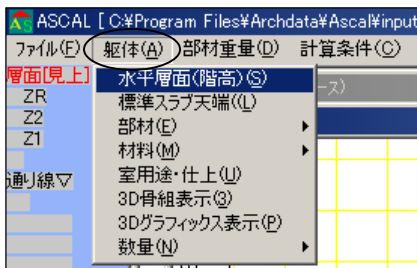 ASCAL [ C:¥Program Files¥Archdata¥Ascal¥input
ファイル(F) 躯体(A) 部材重量(D) 計算条件(C)
層面[見上]
ZR
Z2
Z1
通り線▽
水平層面(階高)(S)
標準スラブ天端((L)
部材(E)
材料(M)
室用途・仕上(U)
3D骨組表示(3)
3Dグラフィックス表示(P)
数量(N)
ース)